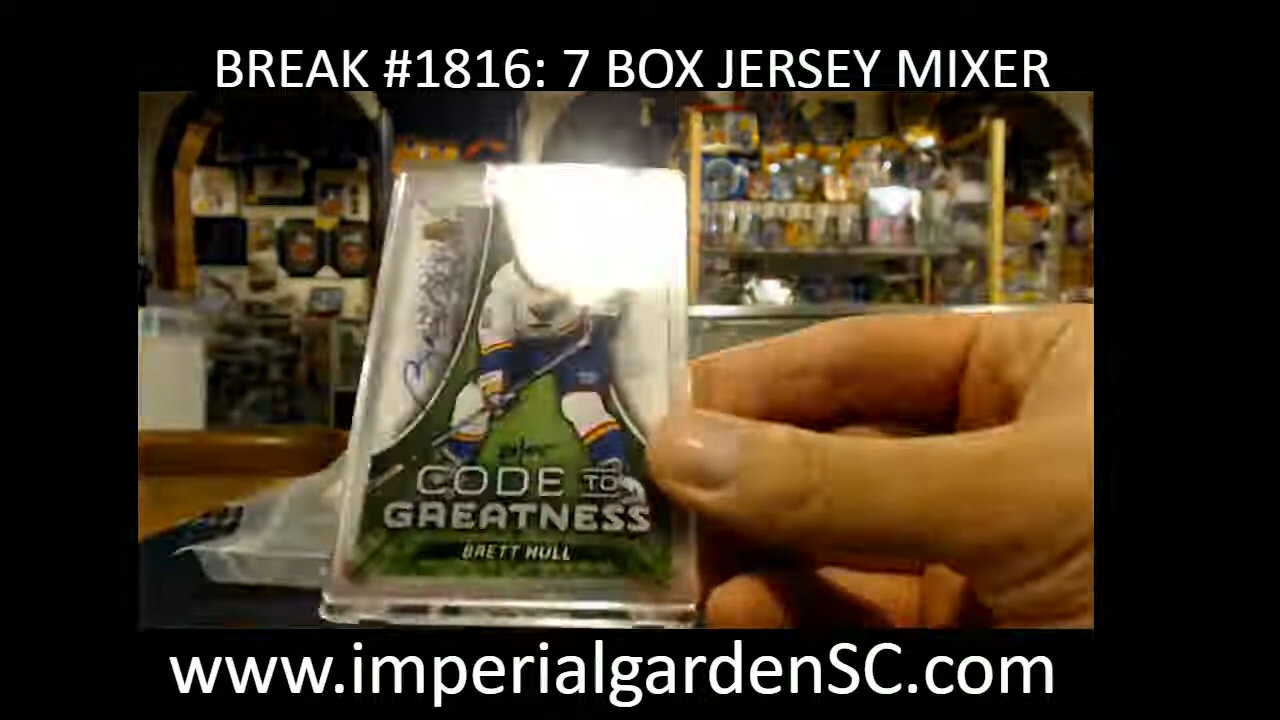 BREAK #1816: 7 BOX JERSEY MIXER
CODE TO
GREATNESS
BRETT HULL
www.imperialgardenSC.com